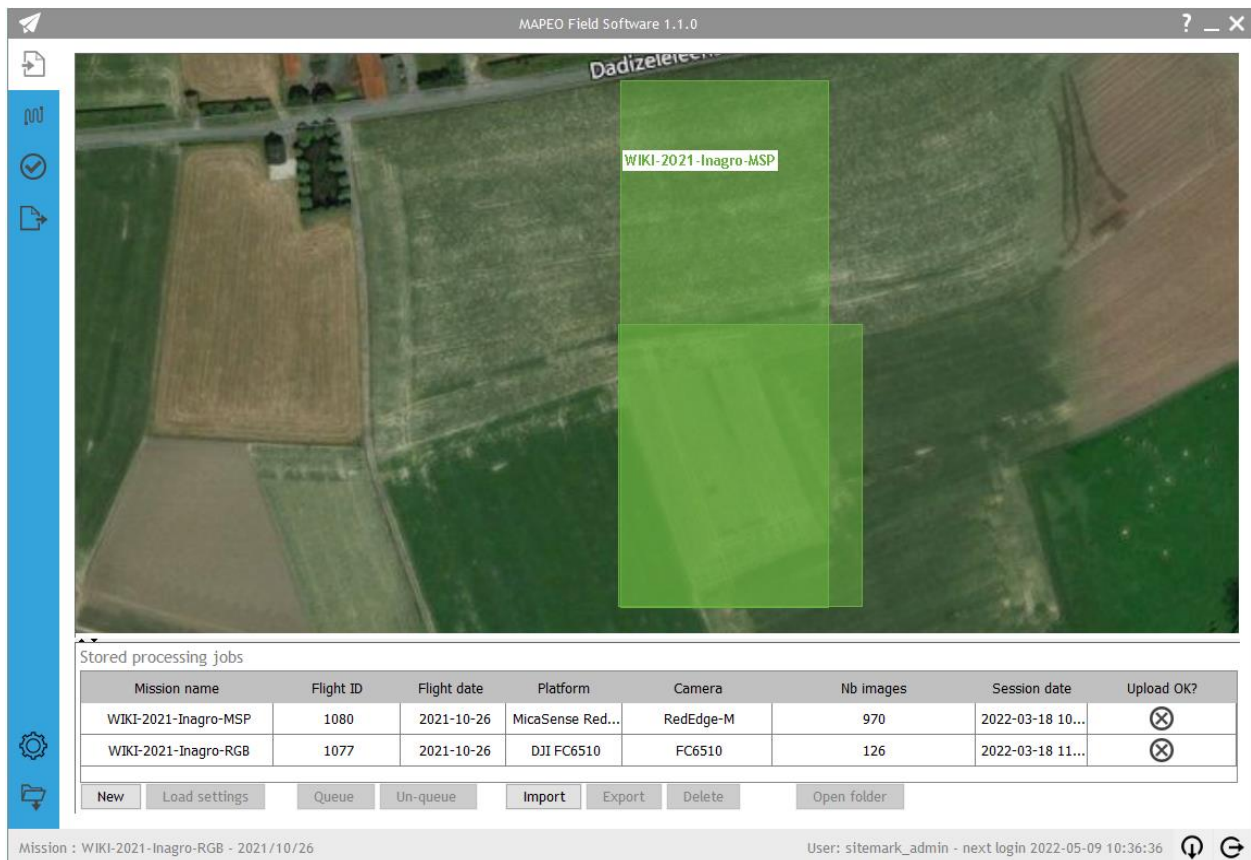 MAPEO Field Software 1.1.0 ?
WIKI-2021-Inagro-MSP
Stored processing jobs
Mission name Flight ID Flight date Platform Camera Nb images Session date Upload OK?
WIKI-2021-Inagro-MSP 1080 2021-10-26 MicaSense Red... RedEdge-M 970 2022-03-18 10...
WIKI-2021-Inagro-RGB 1077 2021-10-26 DJI FC6510 FC6510 126 2022-03-18 11...
New Load settings Queue Un-queue Import Export Delete Open folder
Mission : WIKI-2021-Inagro-RGB - 2021/10/26 User: sitemark_admin - next login 2022-05-09 10:36:36